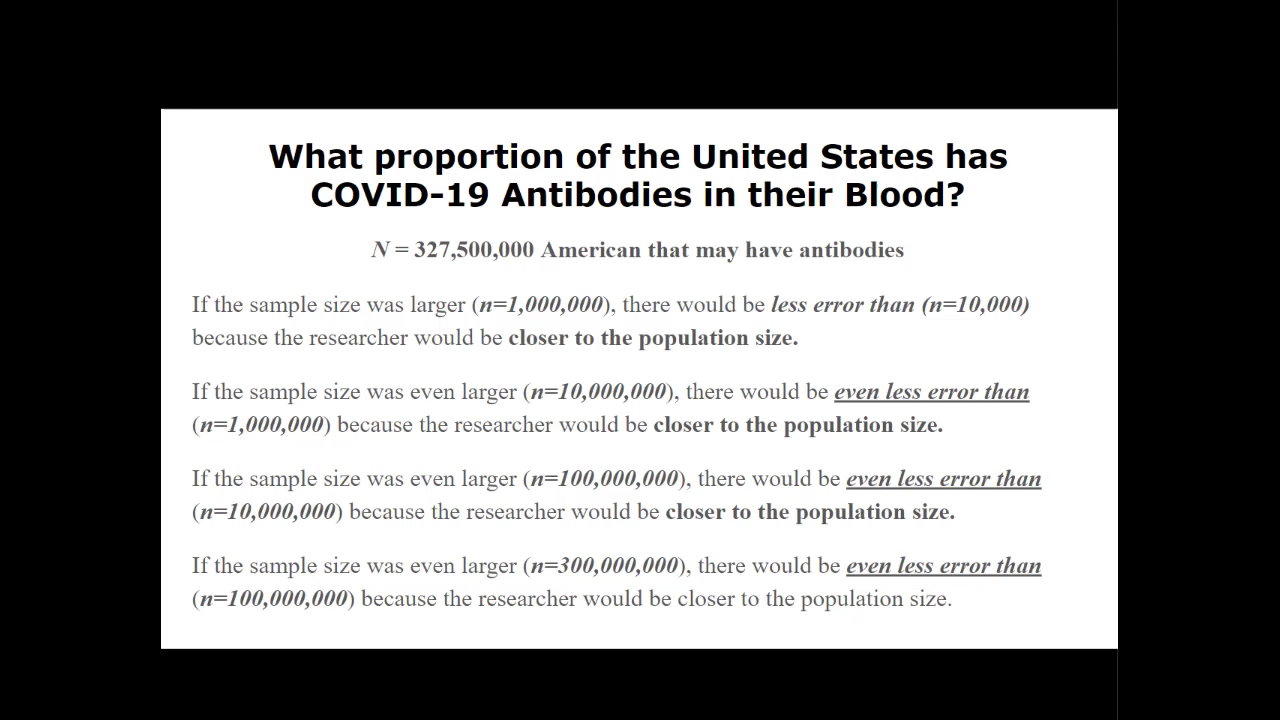 What proportion of the United States has
COVID-19 Antibodies in their Blood?
N = 327,500,000 American that may have antibodies
If the sample size was larger (n=1,000,000), there would be less error than (n=10,000)
because the researcher would be closer to the population size.
If the sample size was even larger (n=10,000,000), there would be even less error than
(n=1,000,000) because the researcher would be closer to the population size.
If the sample size was even larger (n=100,000,000), there would be even less error than
(n=10,000,000) because the researcher would be closer to the population size.
If the sample size was even larger (n=300,000,000), there would be even less error than
(n=100,000,000) because the researcher would be closer to the population size.